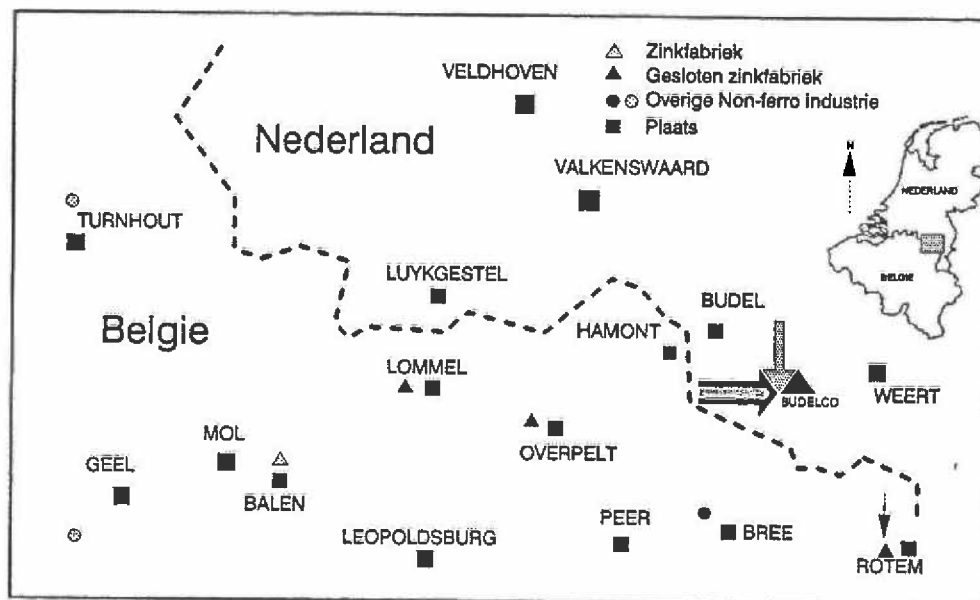 Zinkfabriek
Gesloten zinkfabriek
Overige Non-ferro industrie
Plaats
VELDHOVEN
Nederland
VALKENSWAARD
N
NEDERLAND
BELGIE
TURNHOUT
LUYKGESTEL
BUDEL
Belgie
HAMONT
LOMMEL
BUDELCO
WEERT
MOL
OVERPELT
GEEL
BALEN
PEER
BREE
LEOPOLDSBURG
ROTEM